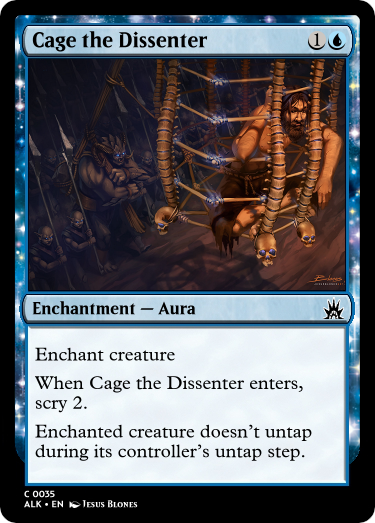 Cage the Dissenter 1
Enchantment — Aura
Enchant creature
When Cage the Dissenter enters,
scry 2.
Enchanted creature doesn't untap
during its controller's untap step.
C 0035
ALK • EN Jesus Blones